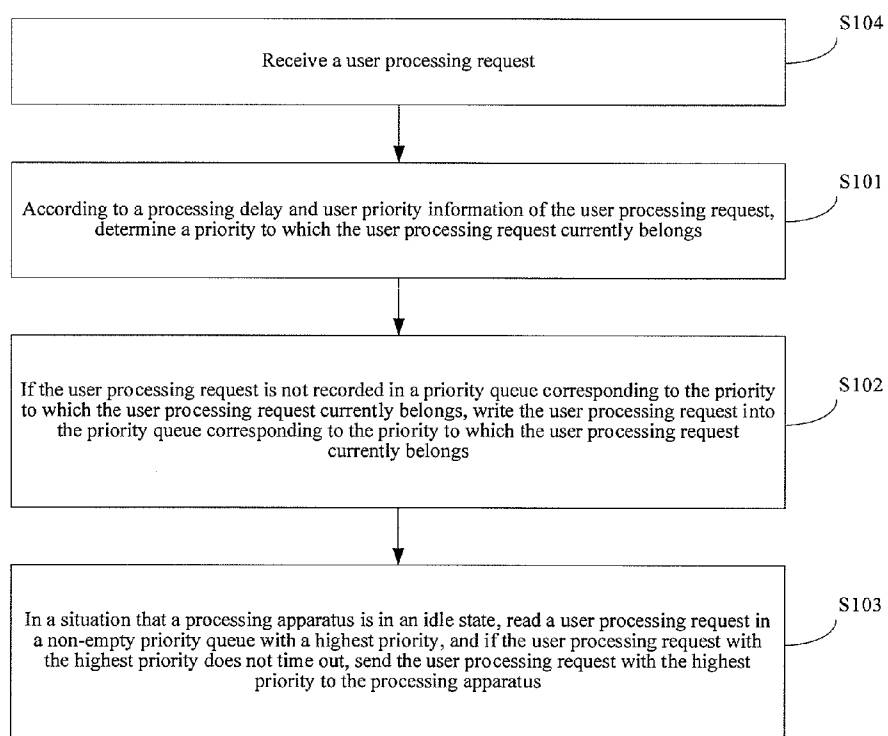 S104
Receive a user processing request
S101
According to a processing delay and user priority information of the user processing request,
determine a priority to which the user processing request currently belongs
S102
If the user processing request is not recorded in a priority queue corresponding to the priority
to which the user processing request currently belongs, write the user processing request into
the priority queue corresponding to the priority to which the user processing request
currently belongs
S103
In a situation that a processing apparatus is in an idle state, read a user processing request in
a non-empty priority queue with a highest priority, and if the user processing request with
the highest priority does not time out, send the user processing request with the highest
priority to the processing apparatus